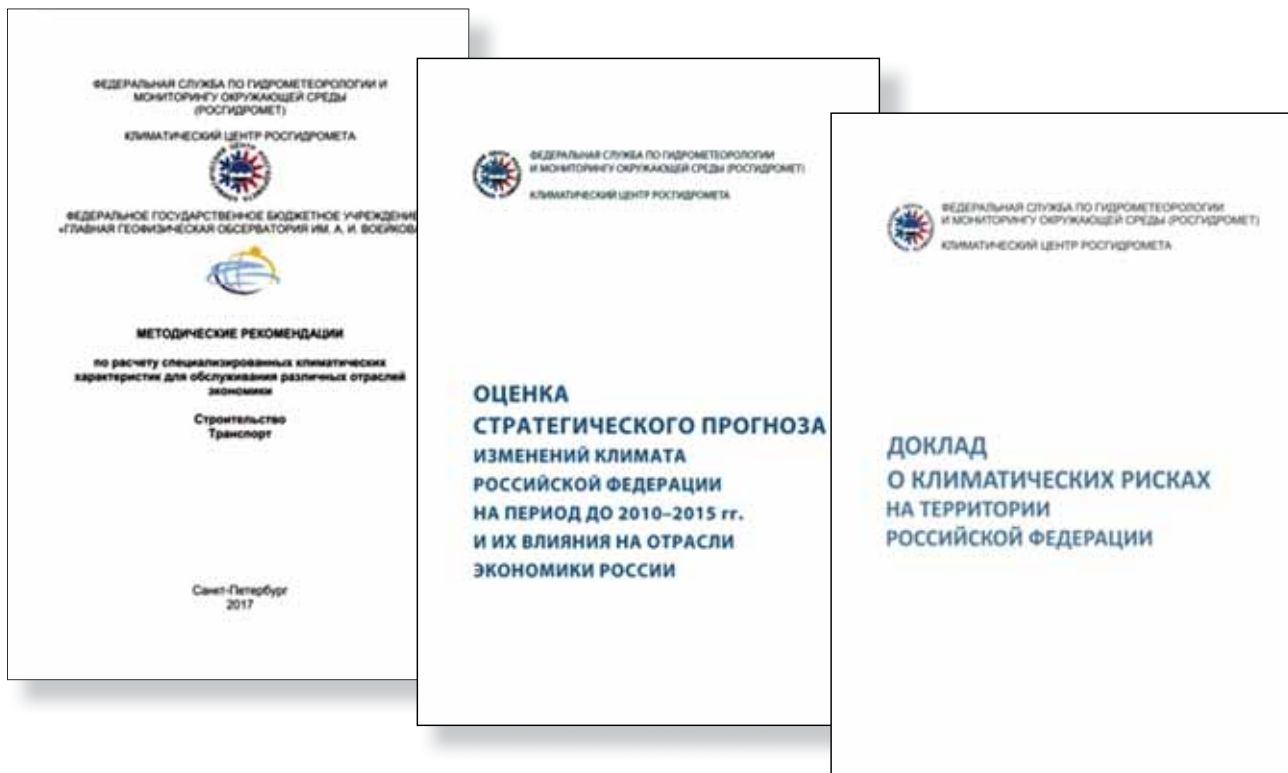 ФЕДЕРАЛЬНАЯ СЛУЖБА ПО ГИДРОМЕТЕОРОЛОГИИ И
МОНИТОРИНГУ ОКРУЖАЮЩЕЙ СРЕДЫ
(РОСГИДРОМЕТ)
КЛИМАТИЧЕСКИЙ ЦЕНТР РОСГИДРОМЕТА
ФЕДЕРАЛЬНОЕ ГОСУДАРСТВЕННОЕ БЮДЖЕТНОЕ УЧРЕЖДЕНИЕ
«ГЛАВНАЯ ГЕОФИЗИЧЕСКАЯ ОБСЕРВАТОРИЯ ИМ. А. И. ВОЕЙКОВА
МЕТОДИЧЕСКИЕ РЕКОМЕНДАЦИИ
по расчету специализированных климатических
характеристик для обслуживания различных отраслей
экономики
Строительство
Транспорт
Санкт-Петербург
2017
ФЕДЕРАЛЬНАЯ СЛУЖБА ПО ГИДРОМЕТЕОРОЛОГИИ
И МОНИТОРИНГУ ОКРУЖАЮЩЕЙ СРЕДЫ (РОСГИДРОМЕТ)
КЛИМАТИЧЕСКИЙ ЦЕНТР РОСГИДРОМЕТА
ОЦЕНКА
СТРАТЕГИЧЕСКОГО ПРОГНОЗА
ИЗМЕНЕНИЙ КЛИМАТА
РОССИЙСКОЙ ФЕДЕРАЦИИ
НА ПЕРИОД ДО 2010–2015 гг.
И ИХ ВЛИЯНИЯ НА ОТРАСЛИ
ЭКОНОМИКИ РОССИИ
ФЕДЕРАЛЬНАЯ СЛУЖБА ПО ГИДРОМЕТЕОРОЛОГИИ
И МОНИТОРИНГУ ОКРУЖАЮЩЕЙ СРЕДЫ (РОСГИДРОМЕТ)
КЛИМАТИЧЕСКИЙ ЦЕНТР РОСГИДРОМЕТА
ДОКЛАД
О КЛИМАТИЧЕСКИХ РИСКАХ
НА ТЕРРИТОРИИ
РОССИЙСКОЙ ФЕДЕРАЦИИ